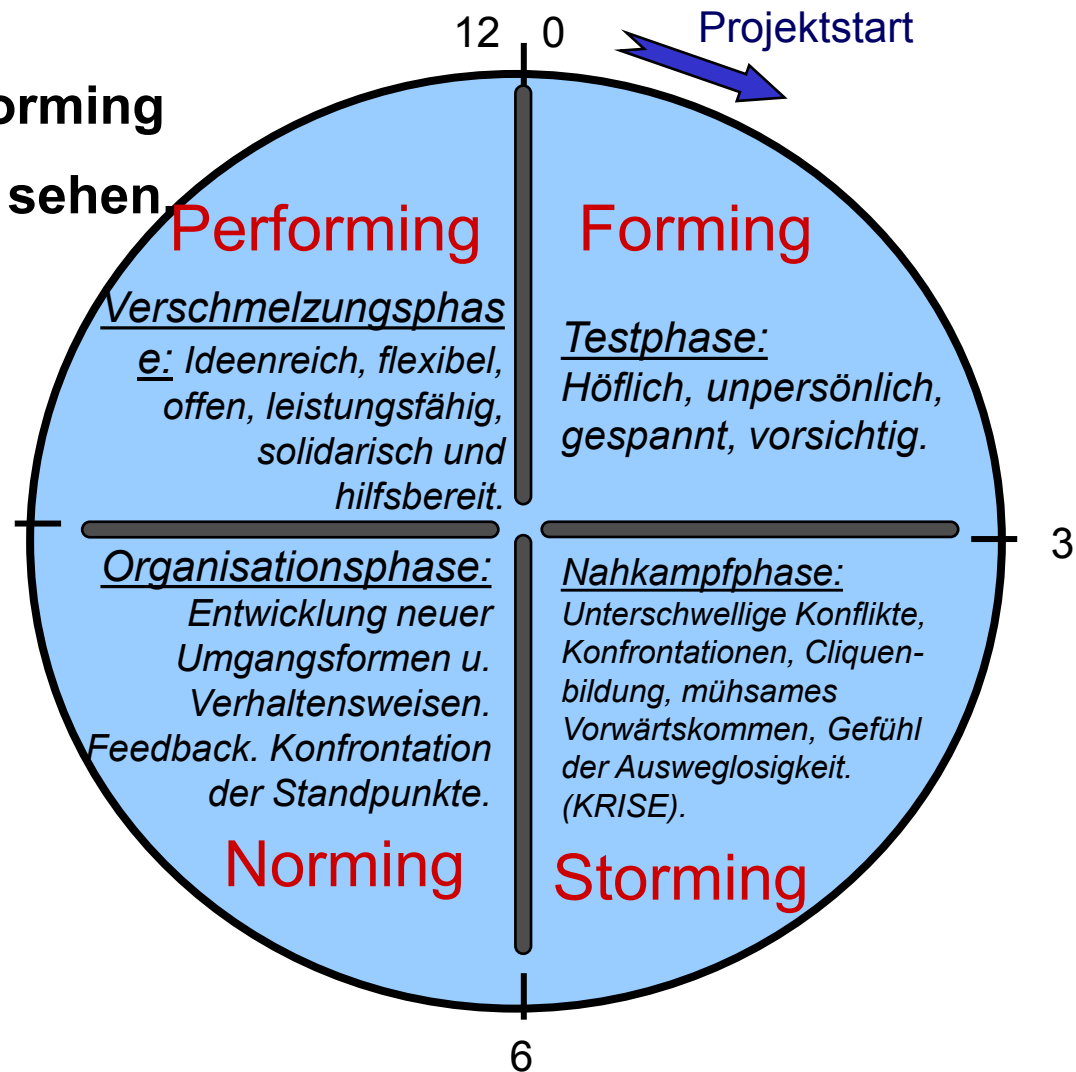 12 0 Projektstart
orming
sehen.
Performing
Verschmelzungsphas
e: Ideenreich, flexibel,
offen, leistungsfähig,
solidarisch und
hilfsbereit.
Forming
Testphase:
Höflich, unpersönlich,
gespannt, vorsichtig.
3
Organisationsphase:
Entwicklung neuer
Umgangsformen u.
Verhaltensweisen.
Feedback. Konfrontation
der Standpunkte.
Norming
Nahkampfphase:
Unterschwellige Konflikte,
Konfrontationen, Cliquen-
bildung, mühsames
Vorwärtskommen, Gefühl
der Ausweglosigkeit.
(KRISE).
Storming
6